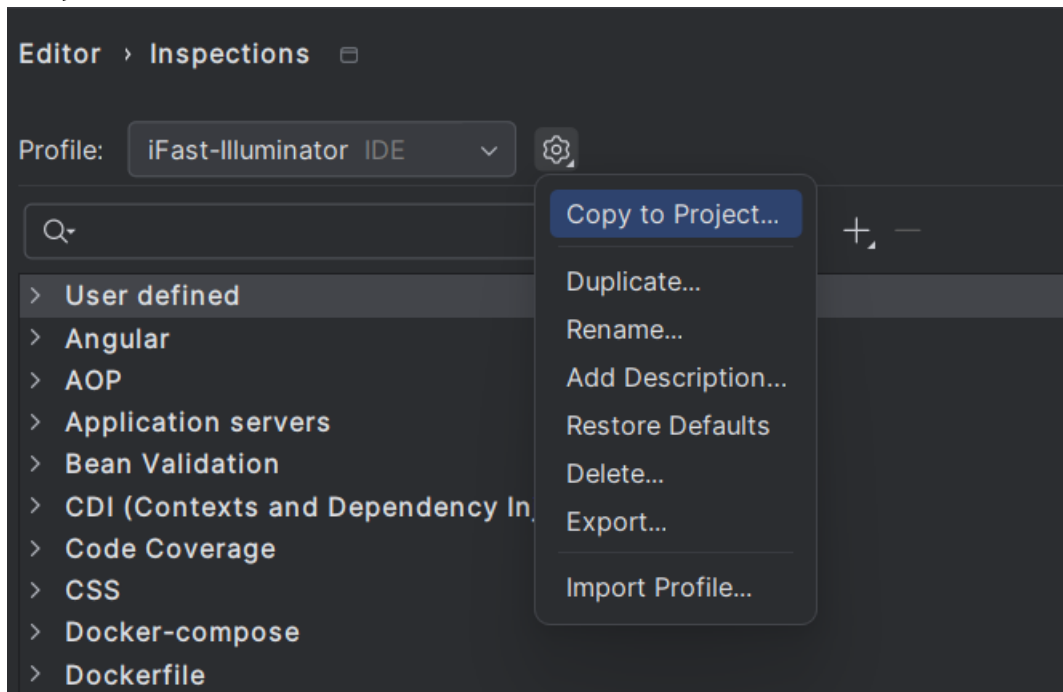 Editor › Inspections
Profile: iFast-Illuminator IDE
Copy to Project...
Duplicate...
Rename...
Add Description...
Restore Defaults
Delete...
Export...
Import Profile...
User defined
Angular
AOP
Application servers
Bean Validation
CDI (Contexts and Dependency In
Code Coverage
CSS
Docker-compose
Dockerfile